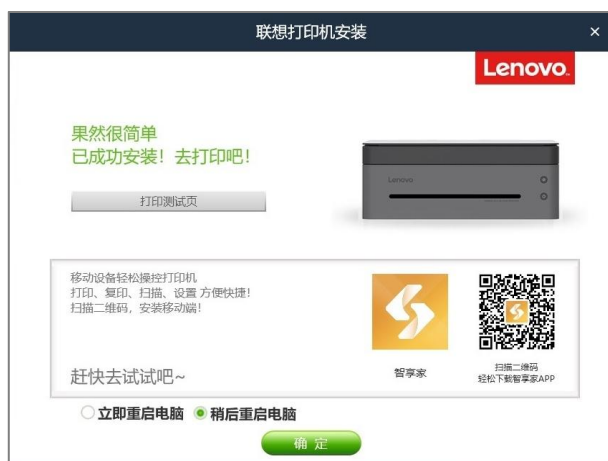 联想打印机安装
Lenovo
果然很简单
已成功安装！去打印吧！
Lenovo
打印测试页
移动设备轻松操控打印机
打印、复印、扫描、设置 方便快捷！
扫描二维码，安装移动端！
赶快去试试吧~
智享家
扫描二维码
轻松下载智享家APP
立即重启电脑 稍后重启电脑
确 定